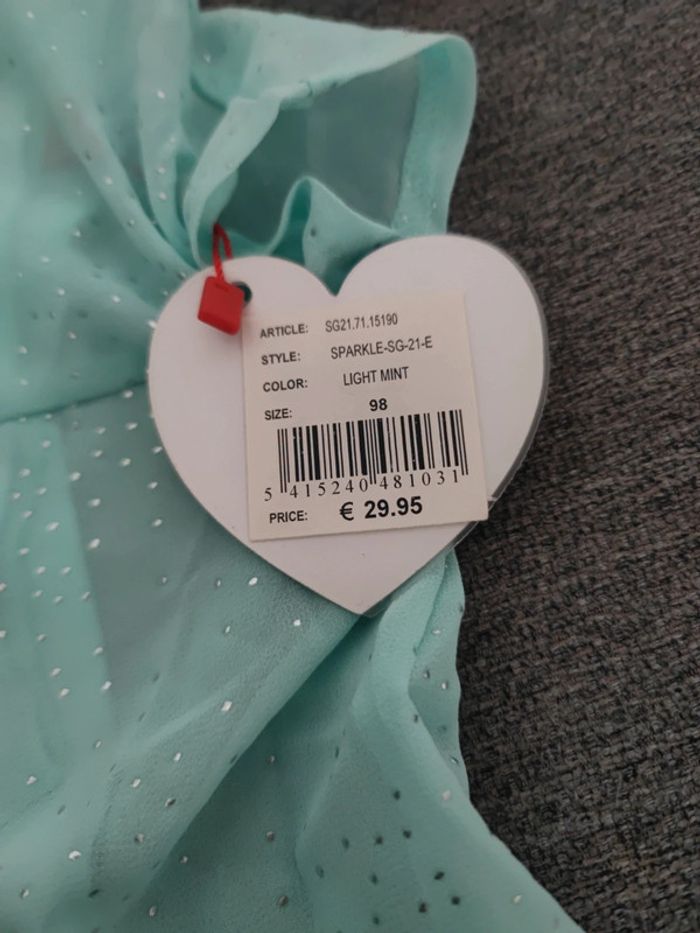 ARTICLE: SG21.71.15190
STYLE: SPARKLE-SG-21-E
COLOR: LIGHT MINT
SIZE: 98
5 415240 481031
PRICE: € 29.95